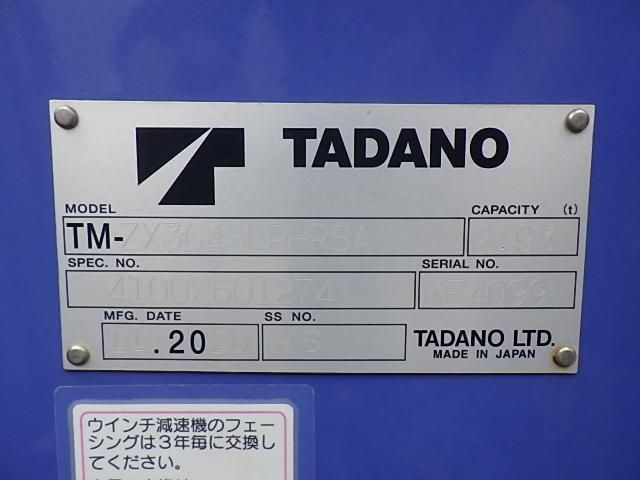 TADANO
MODEL
CAPACITY (t)
TM-ZX364HLPHRSA
2.93
SPEC. NO.
SERIAL NO.
41002601274
MFG. DATE
SS NO.
11.2020
HS
TADANO LTD.
MADE IN JAPAN
ウインチ減速機のフェー
シングは3年毎に交換し
てください。